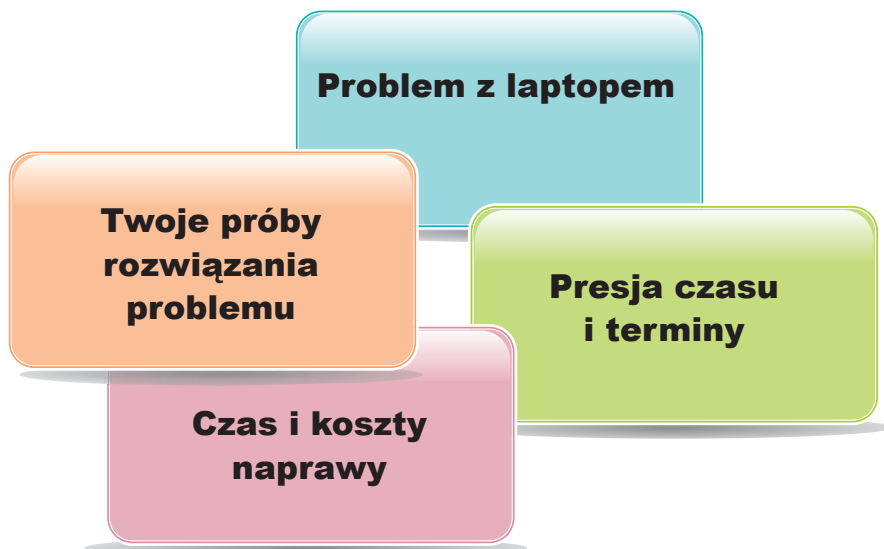 Problem z laptopem
Twoje próby
rozwiązania
problemu
Presja czasu
i terminy
Czas i koszty
naprawy